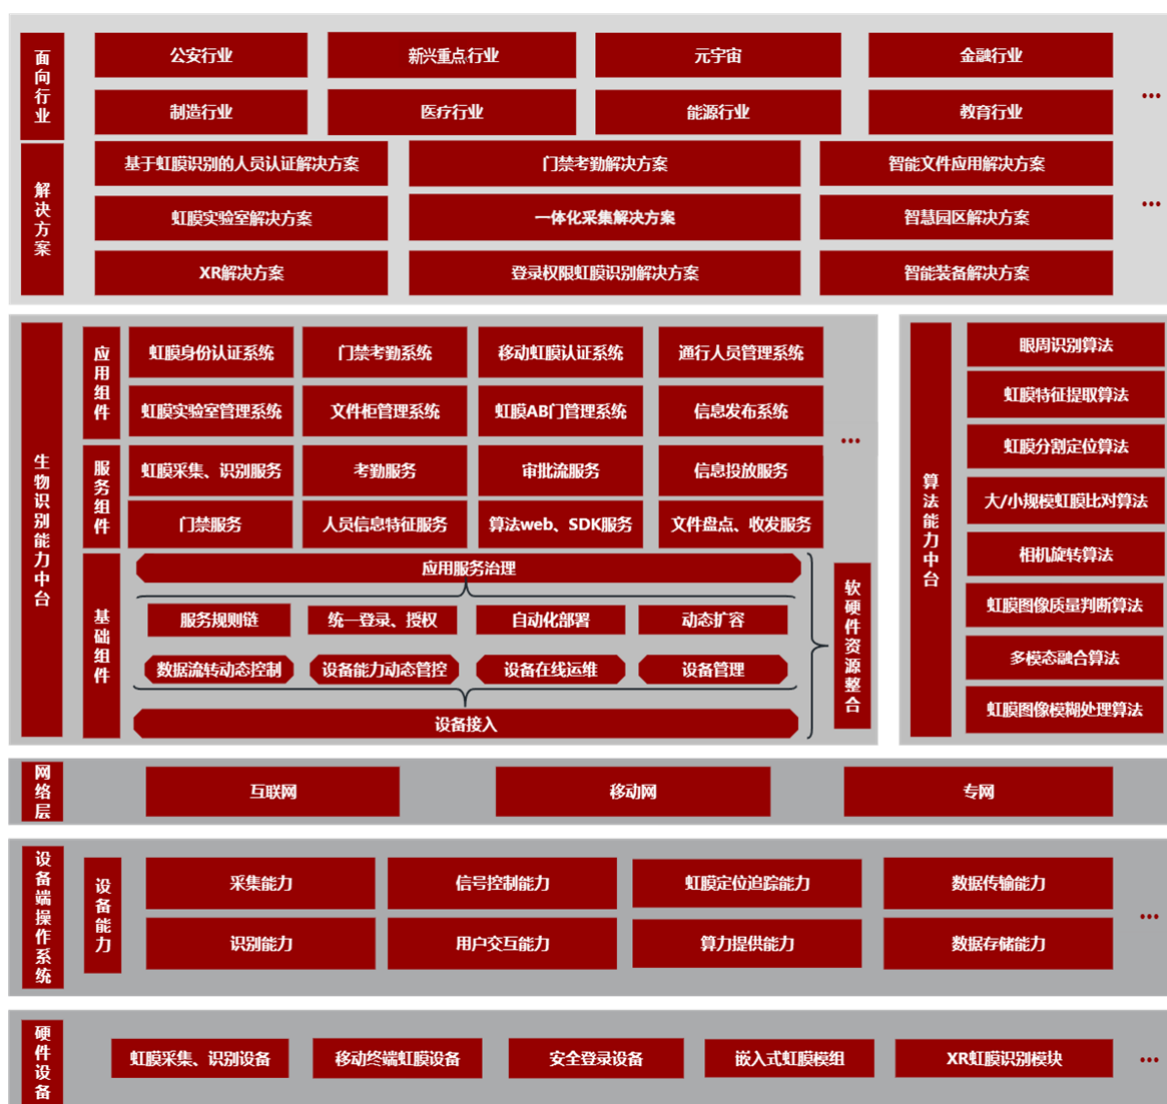 面向行业
公安行业
新兴重点行业
元宇宙
金融行业
制造行业
医疗行业
能源行业
教育行业
...
解决方案
基于虹膜识别的人员认证解决方案
门禁考勤解决方案
智能文件应用解决方案
虹膜实验室解决方案
一体化采集解决方案
智慧园区解决方案
XR解决方案
登录权限虹膜识别解决方案
智能装备解决方案
...
生物识别能力中台
应用组件
虹膜身份认证系统
门禁考勤系统
移动虹膜认证系统
通行人员管理系统
虹膜实验室管理系统
文件柜管理系统
虹膜AB门管理系统
信息发布系统
...
服务组件
虹膜采集、识别服务
考勤服务
审批流服务
信息投放服务
门禁服务
人员信息特征服务
算法web、SDK服务
文件盘点、收发服务
基础组件
应用服务治理
服务规则链
统一登录、授权
自动化部署
动态扩容
数据流转动态控制
设备能力动态管控
设备在线运维
设备管理
设备接入
软硬件资源整合
算法能力中台
眼周识别算法
虹膜特征提取算法
虹膜分割定位算法
大/小规模虹膜比对算法
相机旋转算法
虹膜图像质量判断算法
多模态融合算法
虹膜图像模糊处理算法
网络层
互联网
移动网
专网
设备端操作系统
设备能力
采集能力
信号控制能力
虹膜定位追踪能力
数据传输能力
识别能力
用户交互能力
算力提供能力
数据存储能力
...
硬件设备
虹膜采集、识别设备
移动终端虹膜设备
安全登录设备
嵌入式虹膜模组
XR虹膜识别模块
...